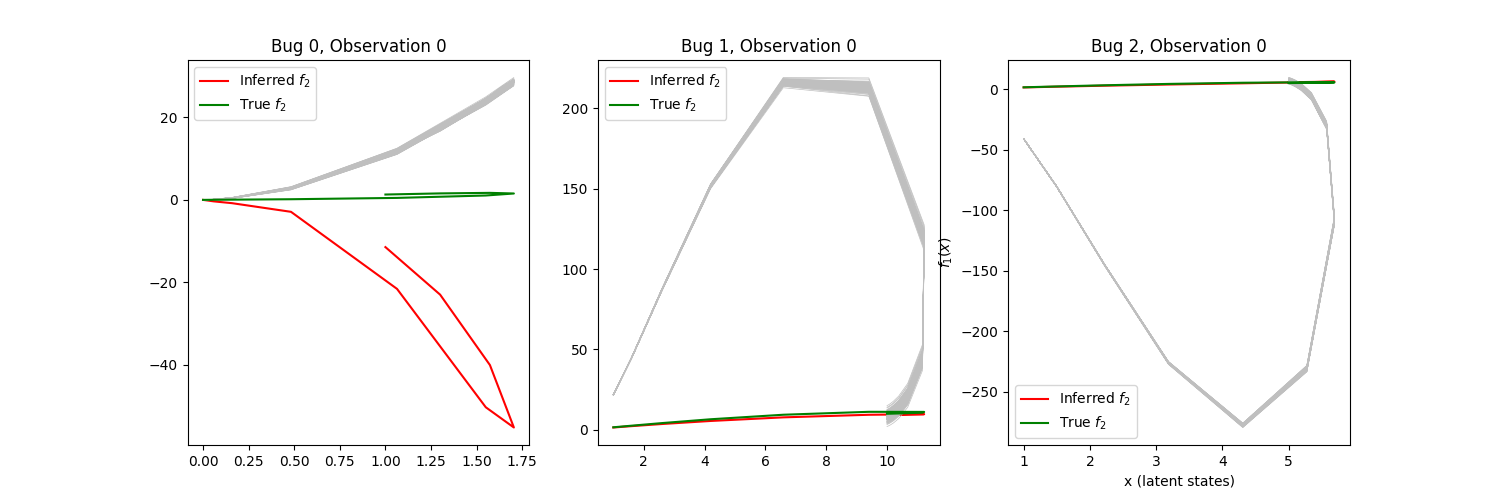 Bug 0, Observation 0
Inferred f₂
True f₂
20
0
−20
−40
0.00 0.25 0.50 0.75 1.00 1.25 1.50 1.75
Bug 1, Observation 0
Inferred f₂
True f₂
200
150
100
50
0
2 4 6 8 10
Bug 2, Observation 0
f₁(x)
0
−50
−100
−150
−200
−250
Inferred f₂
True f₂
1 2 3 4 5
x (latent states)